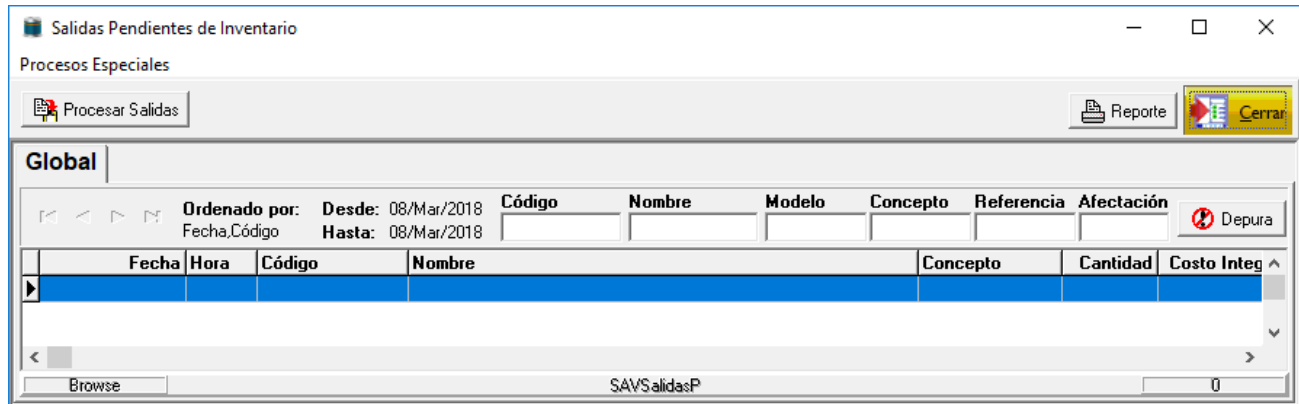 Salidas Pendientes de Inventario
Procesos Especiales
Procesar Salidas Reporte Cerrar
Global
Ordenado por: Desde: 08/Mar/2018 Código Nombre Modelo Concepto Referencia Afectación Depura
Fecha,Código Hasta: 08/Mar/2018
Fecha Hora Código Nombre Concepto Cantidad Costo Integ
Browse SAVSalidasP 0